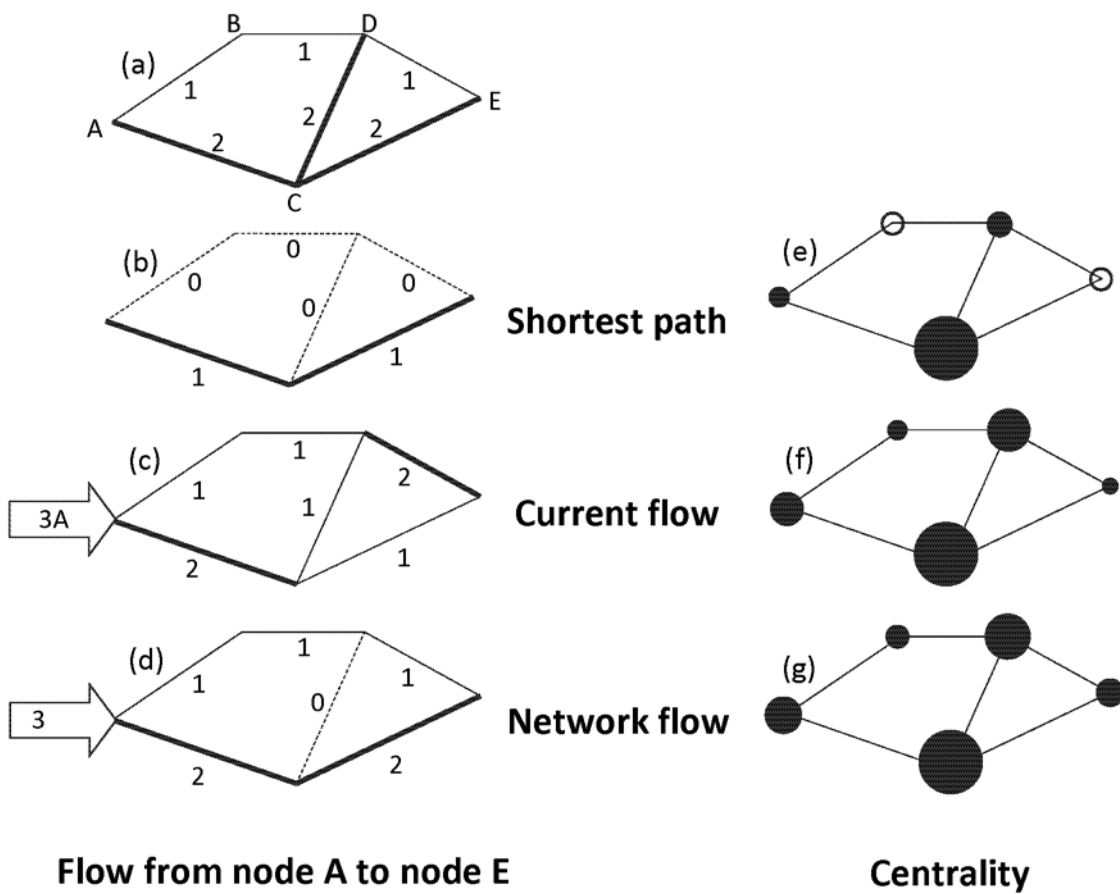 B
D
(a)
1
1
1
E
A
2
2
2
C
(b)
0
0
0
0
1
1
Shortest path
(e)
(c)
1
1
2
1
3A
2
1
Current flow
(f)
(d)
1
1
1
0
3
2
2
Network flow
(g)
Flow from node A to node E
Centrality